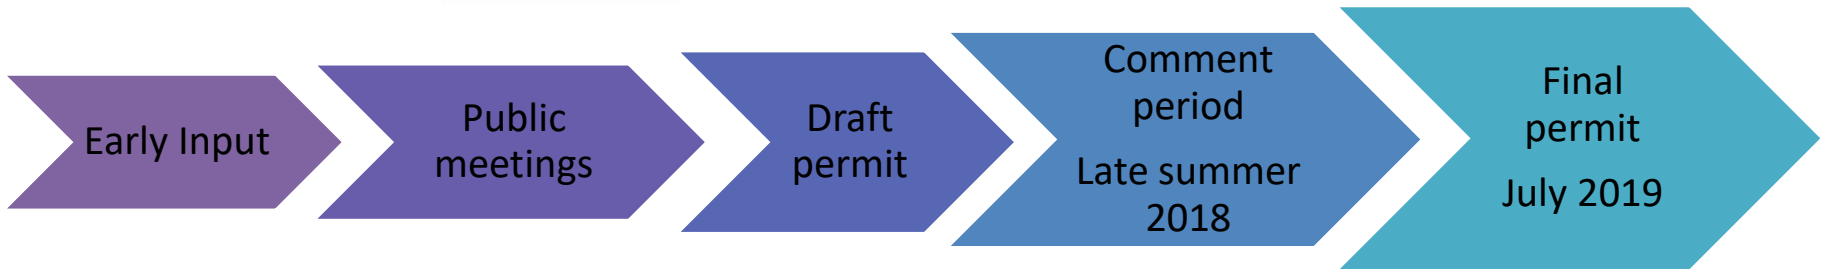 Early Input
Public
meetings
Draft
permit
Comment
period
Late summer
2018
Final
permit
July 2019